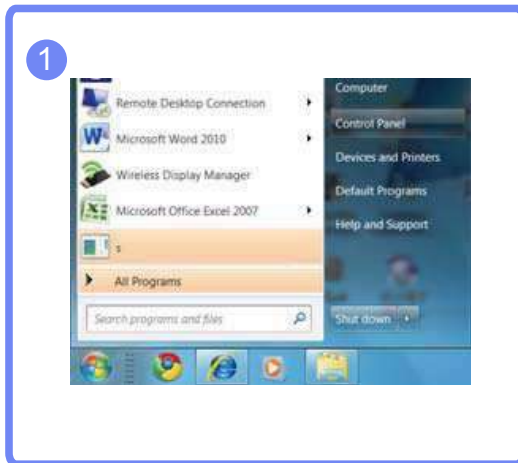 1
Remote Desktop Connection
Microsoft Word 2010
Wireless Display Manager
Microsoft Office Excel 2007
s
All Programs
Search programs and files
Computer
Control Panel
Devices and Printers
Default Programs
Help and Support
Shut down